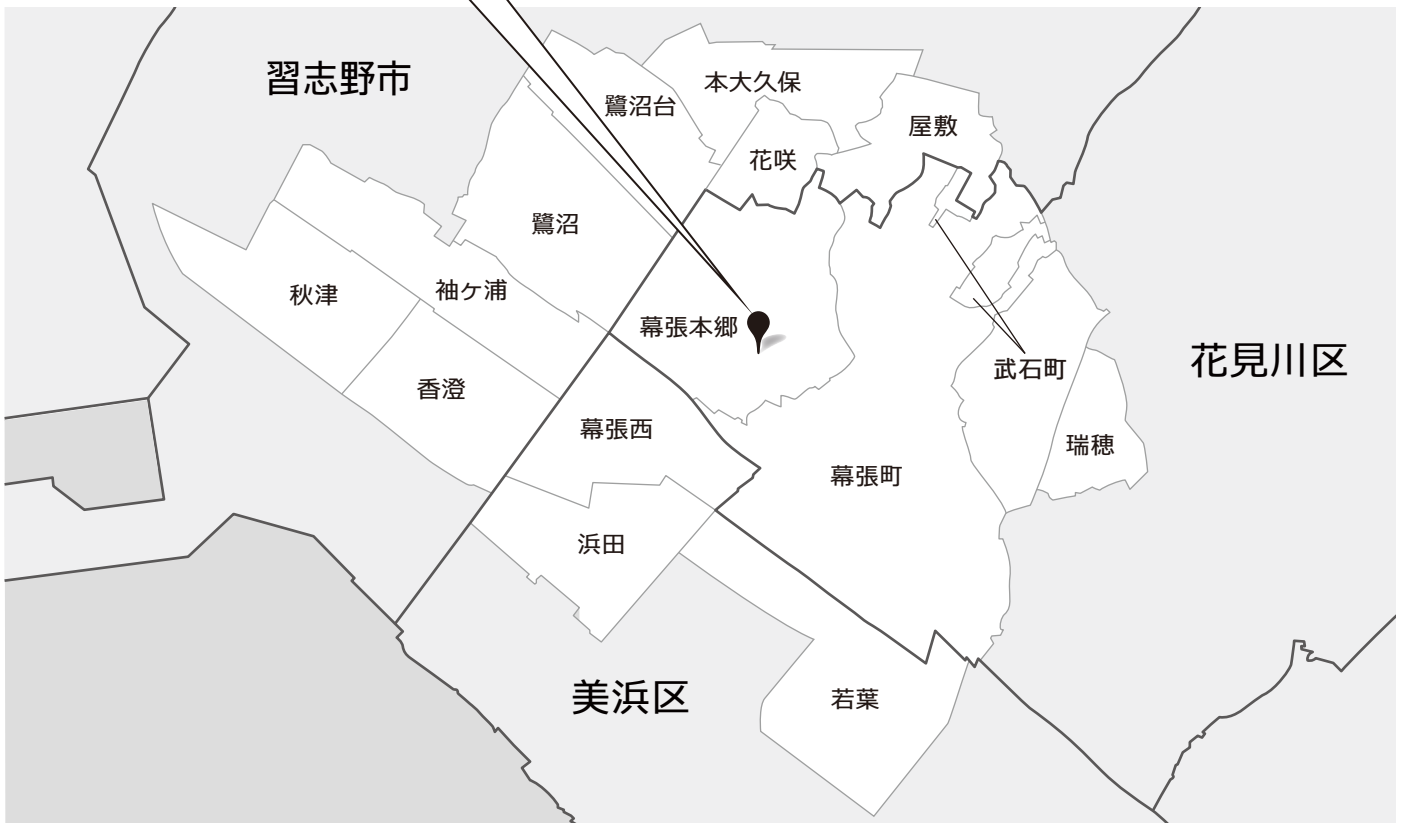 習志野市
本大久保
鷺沼台
屋敷
花咲
鷺沼
秋津
袖ケ浦
幕張本郷
花見川区
武石町
香澄
幕張西
瑞穂
幕張町
浜田
美浜区
若葉